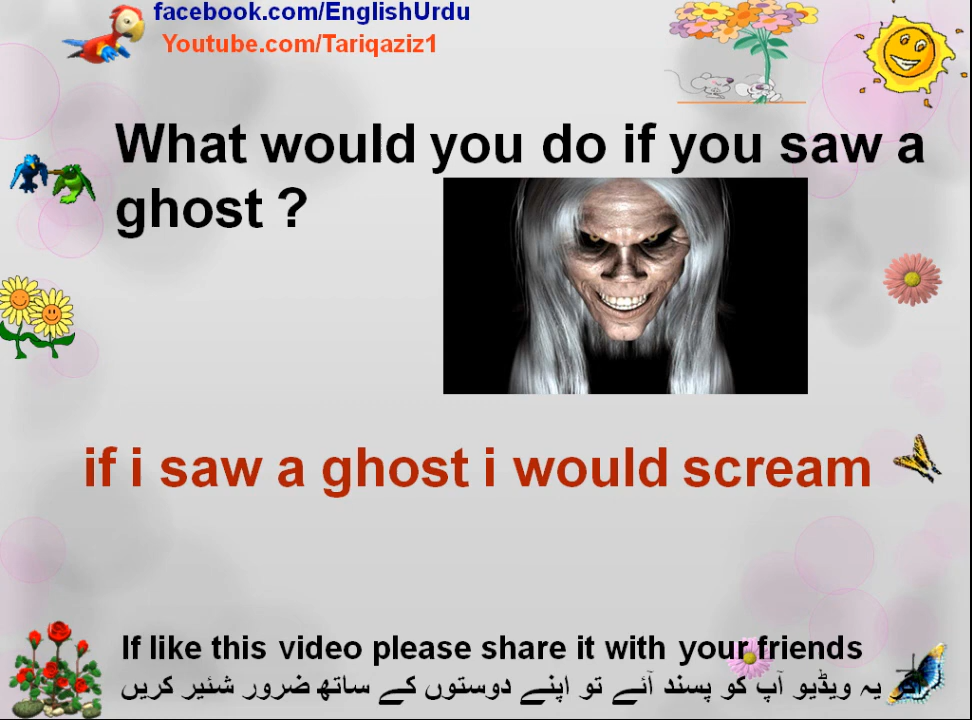 facebook.com/EnglishUrdu
Youtube.com/Tariqaziz1
What would you do if you saw a
ghost ?
if i saw a ghost i would scream
If like this video please share it with your friends
اگر یہ ویڈیو آپ کو پسند آئے تو اپنے دوستوں کے ساتھ ضرور شئیر کریں